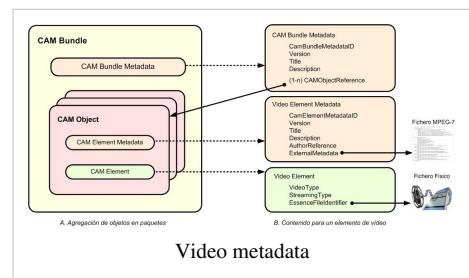 CAM Bundle
CAM Bundle Metadata
CAM Object
CAM Element Metadata
CAM Element
A. Agregación de objetos en paquetes
CAM Bundle Metadata
CamBundleMetadataID
Version
Title
Description
(1-n) CAMObjectReference
Video Element Metadata
CamElementMetadataID
Version
Title
Description
AuthorReference
ExternalMetadata
Fichero MPEG-7
Video Element
VideoType
StreamingType
EssenceFileIdentifier
Fichero Físico
B. Contenido para un elemento de vídeo
Video metadata